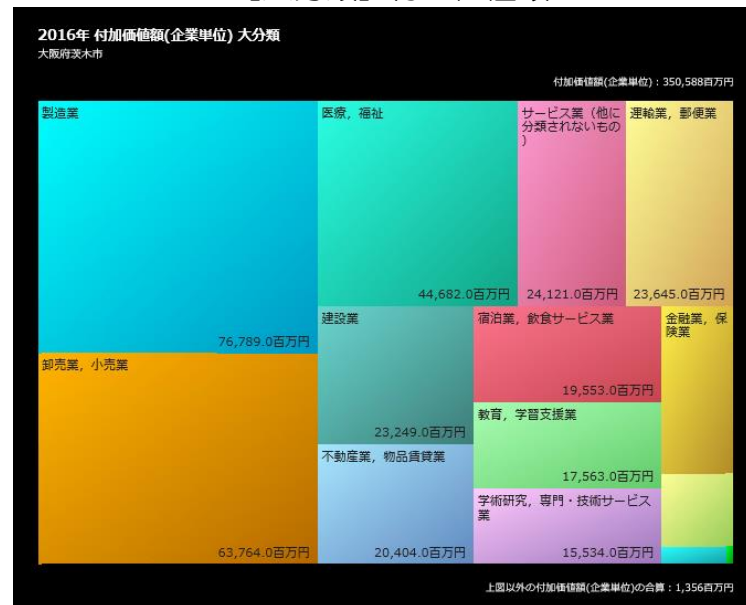 2016年 付加価値額(企業単位) 大分類
大阪府茨木市
付加価値額(企業単位)：350,588百万円
製造業
76,789.0百万円
医療，福祉
44,682.0百万円
サービス業（他に
分類されないもの
）
24,121.0百万円
運輸業，郵便業
23,645.0百万円
卸売業，小売業
63,764.0百万円
建設業
23,249.0百万円
宿泊業，飲食サービス業
19,553.0百万円
金融業，保
険業
教育，学習支援業
17,563.0百万円
不動産業，物品賃貸業
20,404.0百万円
学術研究，専門・技術サービス
業
15,534.0百万円
上図以外の付加価値額(企業単位)の合算：1,356百万円